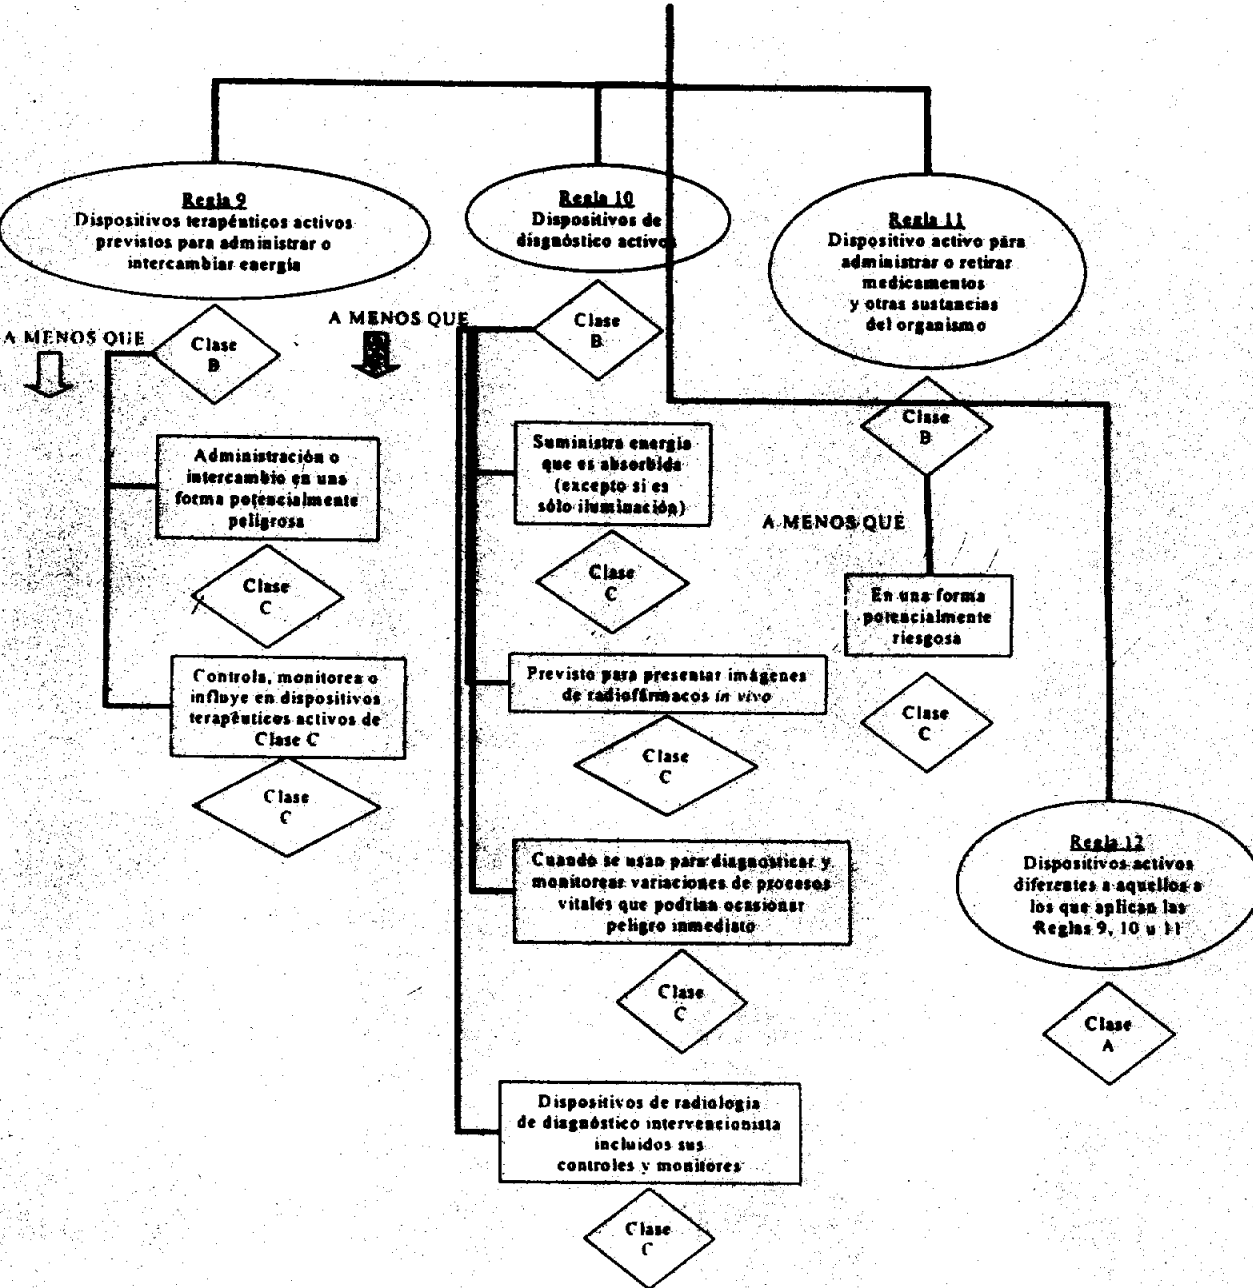 Regla 9
Dispositivos terapéuticos activos
previstos para administrar o
intercambiar energía
A MENOS QUE
Clase
B
Administración o
intercambio en una
forma potencialmente
peligrosa
Clase
C
Controla, monitorea o
influye en dispositivos
terapéuticos activos de
Clase C
Clase
C
Regla 10
Dispositivos de
diagnóstico activos
A MENOS QUE
Clase
B
Suministra energía
que es absorbida
(excepto si es
sólo iluminación)
Clase
C
Previsto para presentar imágenes
de radiofármacos in vivo
Clase
C
Cuando se usan para diagnosticar y
monitorear variaciones de procesos
vitales que podrían ocasionar
peligro inmediato
Clase
C
Dispositivos de radiología
de diagnóstico intervencionista
incluidos sus
controles y monitores
Clase
C
Regla 11
Dispositivo activo para
administrar o retirar
medicamentos
y otras sustancias
del organismo
Clase
B
A MENOS QUE
En una forma
potencialmente
riesgosa
Clase
C
Regla 12
Dispositivos activos
diferentes a aquellos a
los que aplican las
Reglas 9, 10 u 11
Clase
A